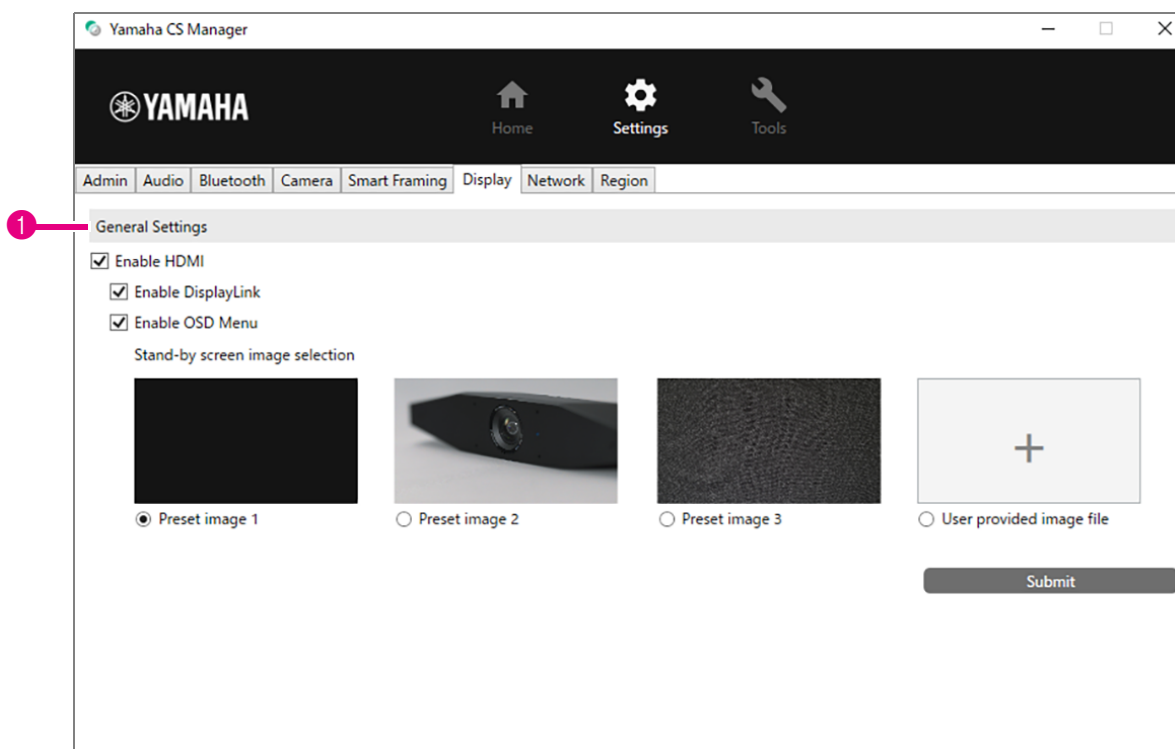 Yamaha CS Manager
YAMAHA
Home Settings Tools
Admin Audio Bluetooth Camera Smart Framing Display Network Region
1 General Settings
Enable HDMI
Enable DisplayLink
Enable OSD Menu
Stand-by screen image selection
Preset image 1 Preset image 2 Preset image 3 User provided image file
Submit